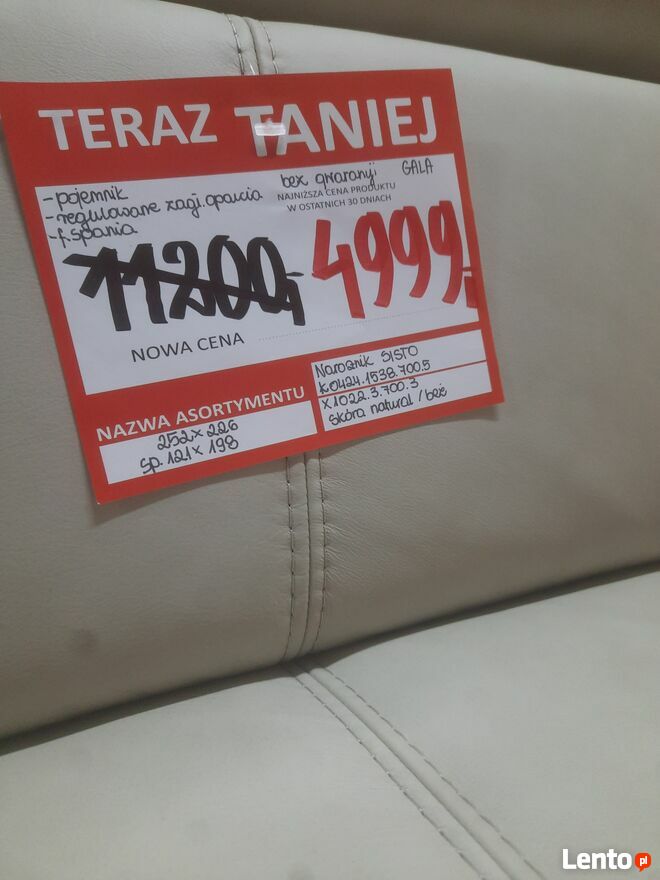 TERAZ TANIEJ
- pojemnik
- regulowane zagł. oparcia
- f. spania
bez gwarancji GALA
NAJNIŻSZA CENA PRODUKTU
W OSTATNICH 30 DNIACH
11200,- 4999,-
NOWA CENA
NAZWA ASORTYMENTU
252 x 226
sp. 121 x 198
Narożnik SISTO
K0424.1538.700.5
X1022.3.700.3
Skóra natural / beż
Lento.pl